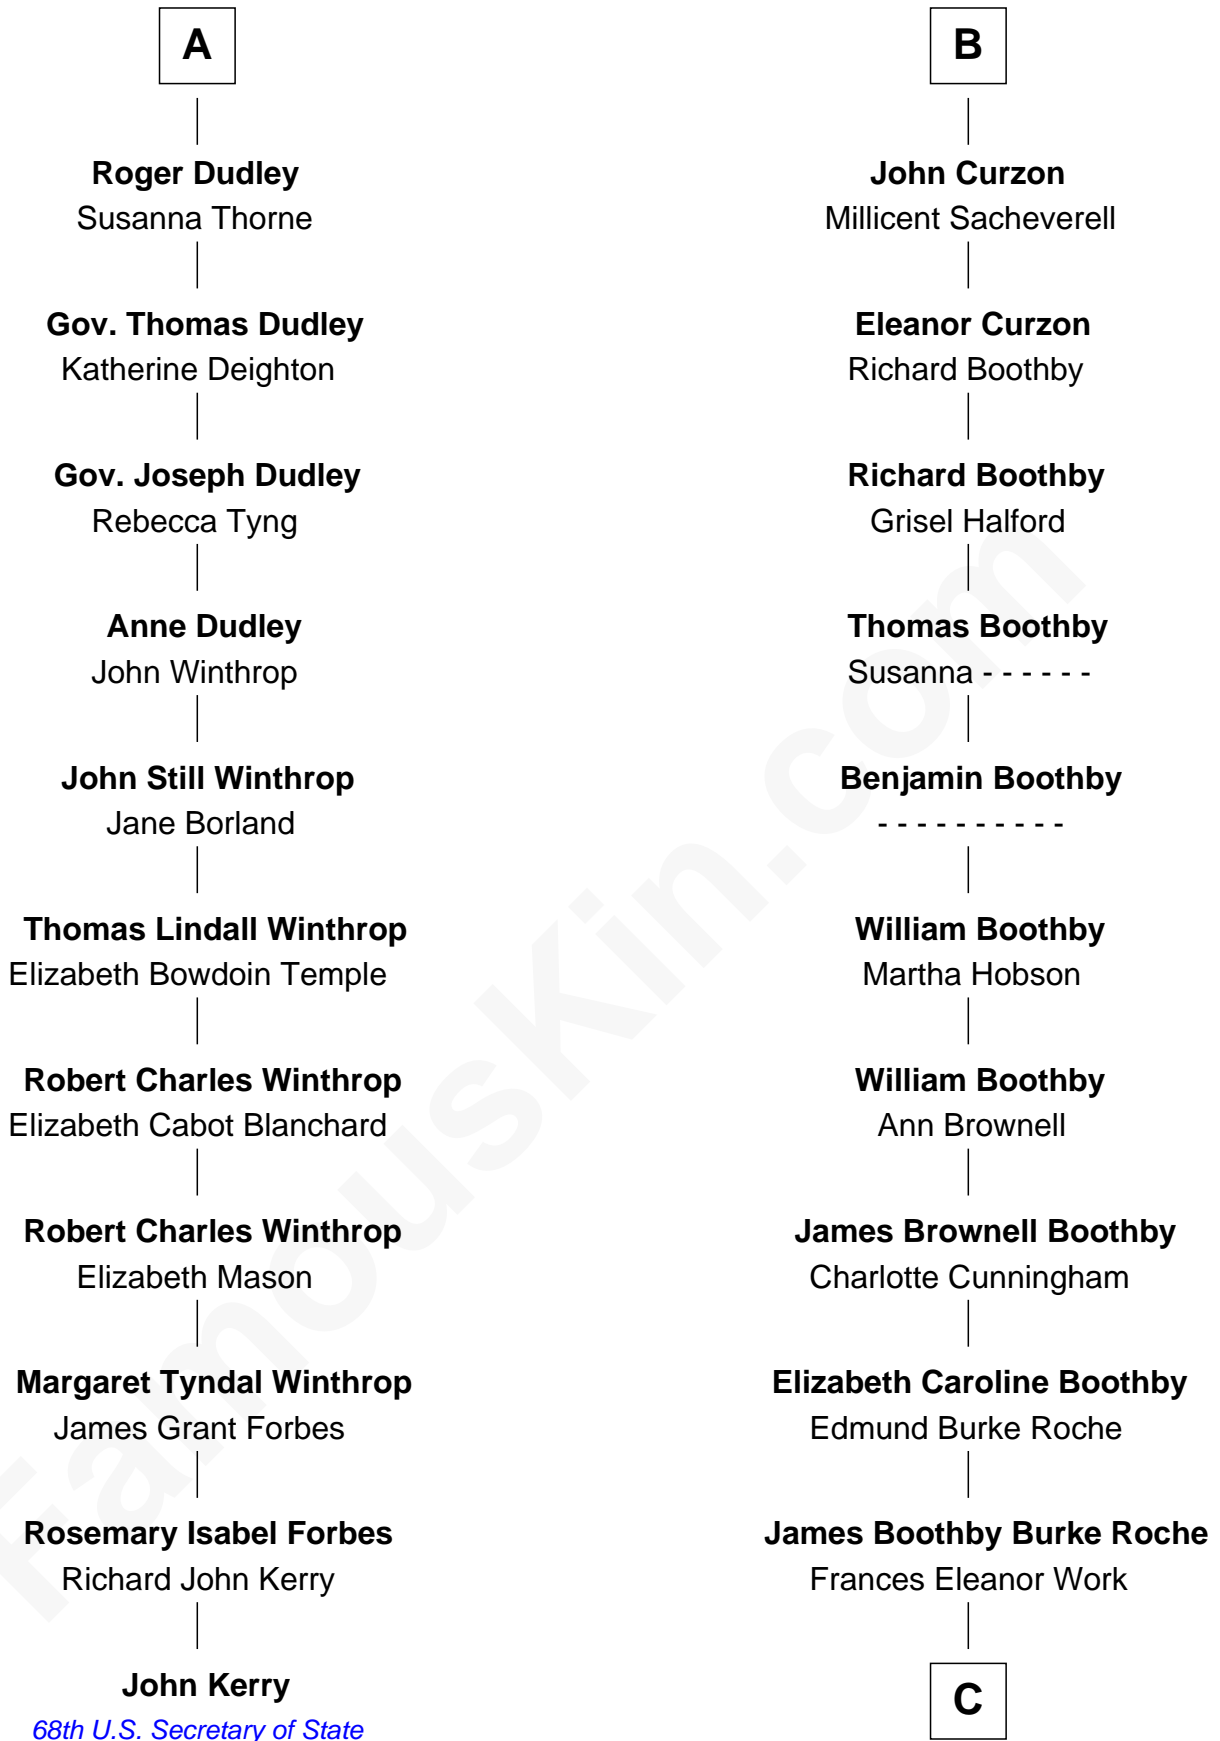 A
Roger Dudley
Susanna Thorne
Gov. Thomas Dudley
Katherine Deighton
Gov. Joseph Dudley
Rebecca Tyng
Anne Dudley
John Winthrop
John Still Winthrop
Jane Borland
Thomas Lindall Winthrop
Elizabeth Bowdoin Temple
Robert Charles Winthrop
Elizabeth Cabot Blanchard
Robert Charles Winthrop
Elizabeth Mason
Margaret Tyndal Winthrop
James Grant Forbes
Rosemary Isabel Forbes
Richard John Kerry
John Kerry
68th U.S. Secretary of State
B
John Curzon
Millicent Sacheverell
Eleanor Curzon
Richard Boothby
Richard Boothby
Grisel Halford
Thomas Boothby
Susanna - - - - - -
Benjamin Boothby
- - - - - - - - - -
William Boothby
Martha Hobson
William Boothby
Ann Brownell
James Brownell Boothby
Charlotte Cunningham
Elizabeth Caroline Boothby
Edmund Burke Roche
James Boothby Burke Roche
Frances Eleanor Work
C
FamousKin.com